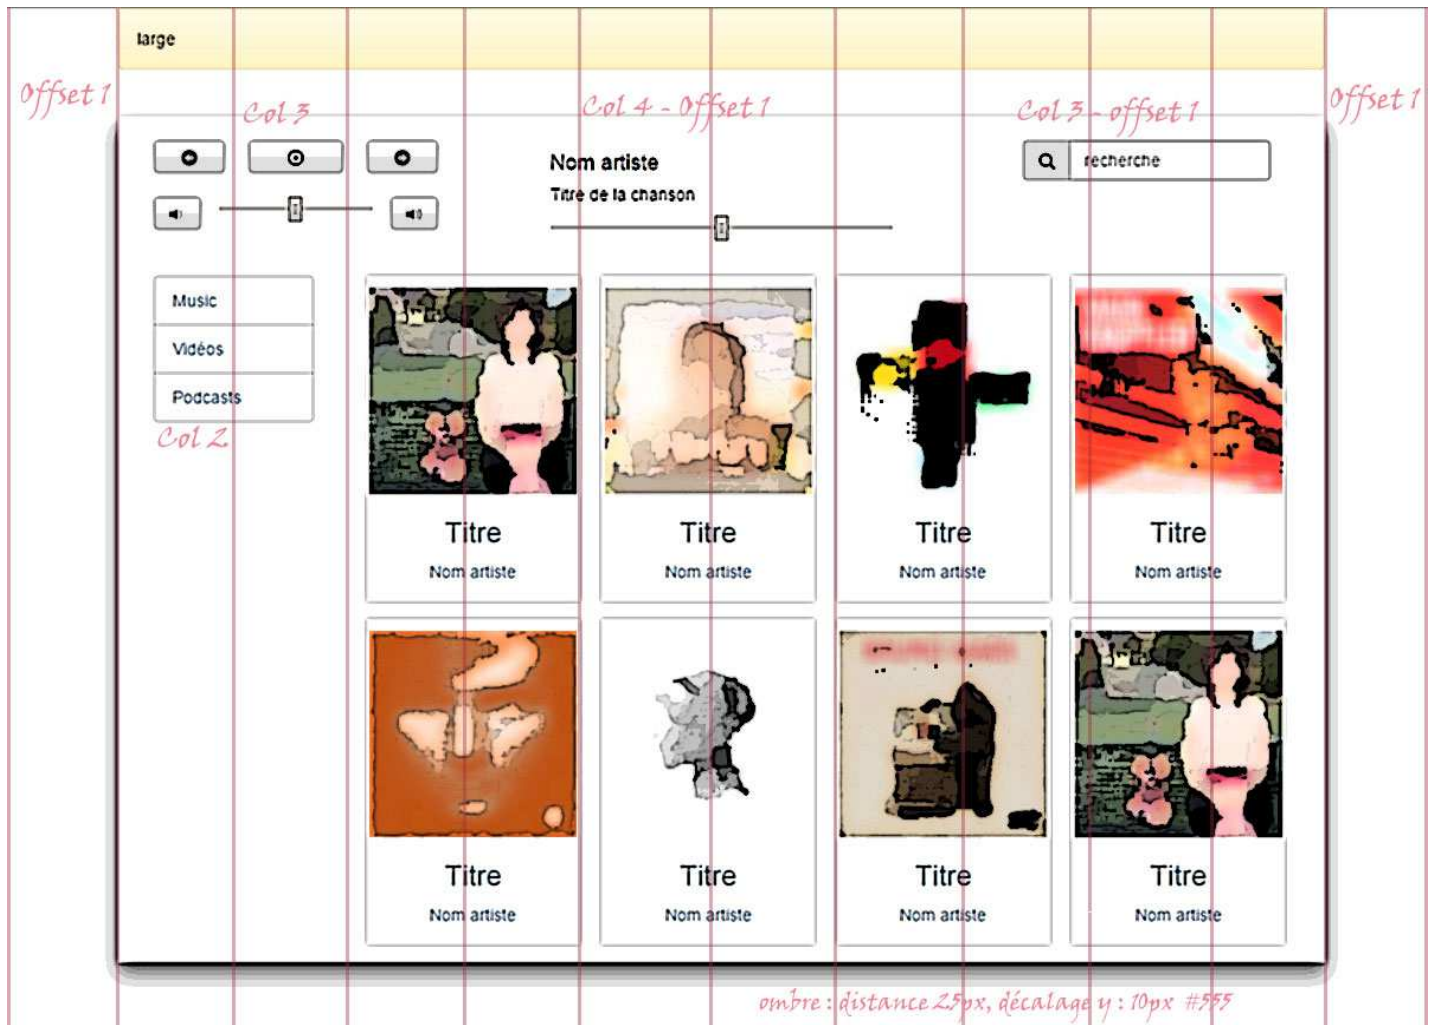 large
Offset 1
Col 3
Col 4 - Offset 1
Col 3 - offset 1
Offset 1
Nom artiste
Titre de la chanson
recherche
Music
Vidéos
Podcasts
Col 2
Titre
Nom artiste
Titre
Nom artiste
Titre
Nom artiste
Titre
Nom artiste
Titre
Nom artiste
Titre
Nom artiste
Titre
Nom artiste
Titre
Nom artiste
ombre : distance 25px, décalage y : 10px #555